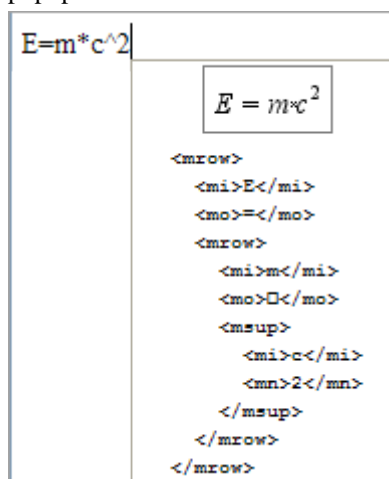 E=m*c^2
E = m·c²
<mrow>
<mi>E</mi>
<mo>=</mo>
<mrow>
<mi>m</mi>
<mo>□</mo>
<msup>
<mi>c</mi>
<mn>2</mn>
</msup>
</mrow>
</mrow>